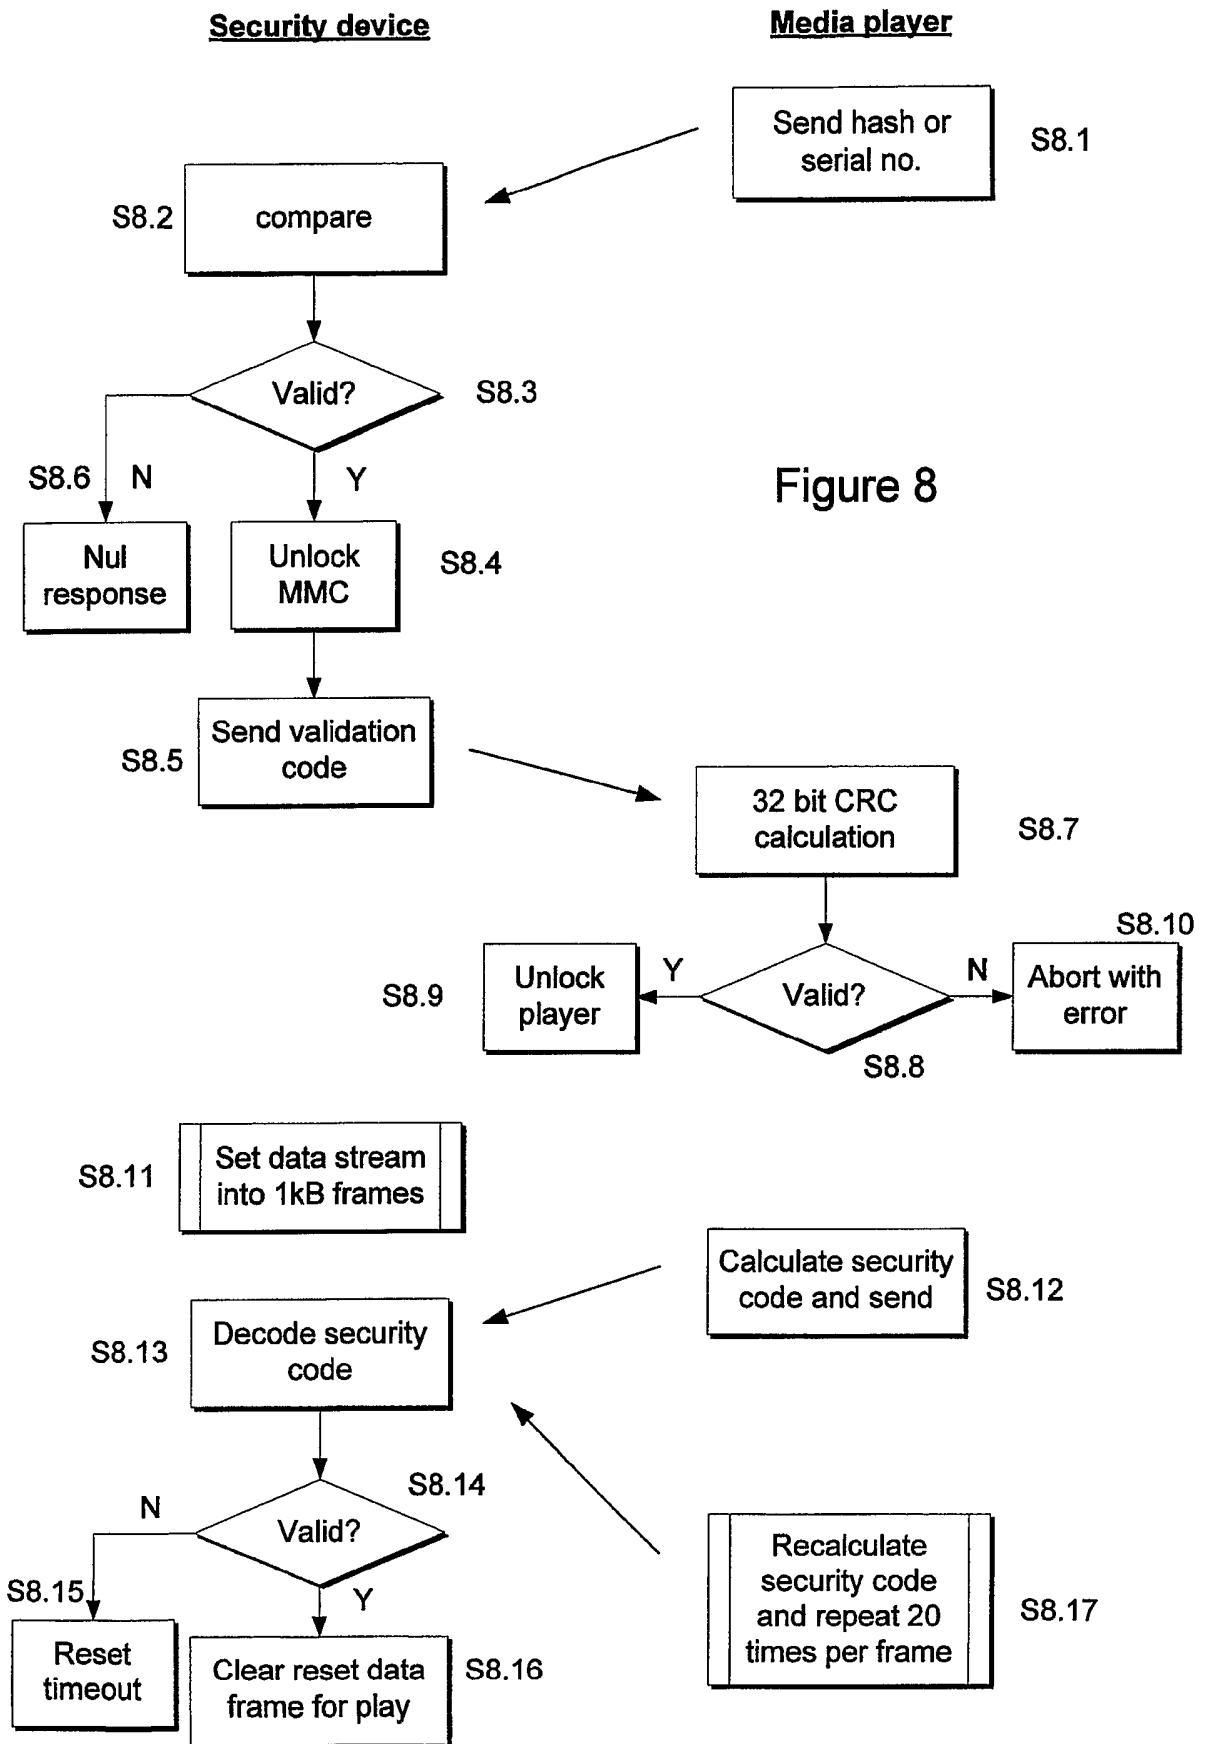 Security device
Media player
Send hash or
serial no.
S8.1
S8.2
compare
Valid?
S8.3
S8.6
N
Y
Figure 8
Nul
response
Unlock
MMC
S8.4
Send validation
code
S8.5
32 bit CRC
calculation
S8.7
S8.10
S8.9
Unlock
player
Y
Valid?
N
Abort with
error
S8.8
S8.11
Set data stream
into 1kB frames
Calculate security
code and send
S8.12
S8.13
Decode security
code
S8.14
N
Valid?
Y
S8.15
Reset
timeout
Clear reset data
frame for play
S8.16
Recalculate
security code
and repeat 20
times per frame
S8.17